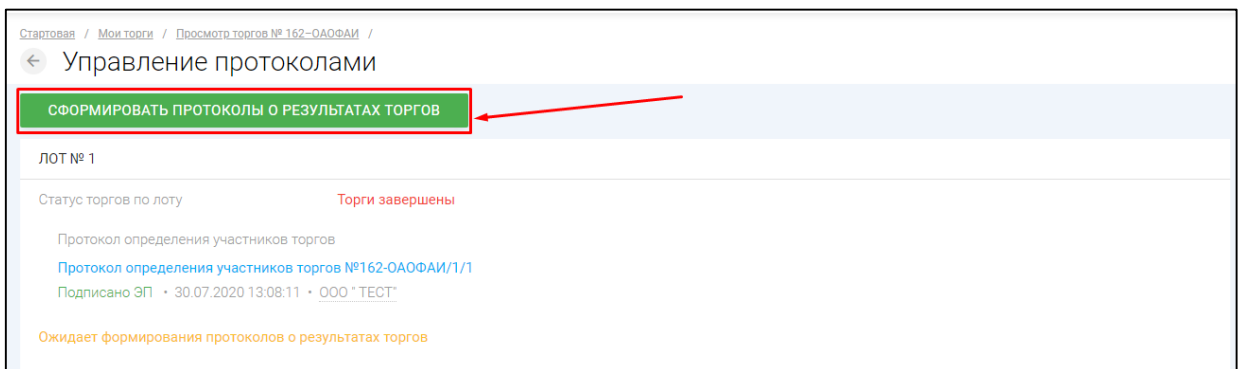 Стартовая / Мои торги / Просмотр торгов № 162–ОАОФАИ /
Управление протоколами
СФОРМИРОВАТЬ ПРОТОКОЛЫ О РЕЗУЛЬТАТАХ ТОРГОВ
ЛОТ № 1
Статус торгов по лоту Торги завершены
Протокол определения участников торгов
Протокол определения участников торгов №162-ОАОФАИ/1/1
Подписано ЭП • 30.07.2020 13:08:11 • ООО " ТЕСТ"
Ожидает формирования протоколов о результатах торгов